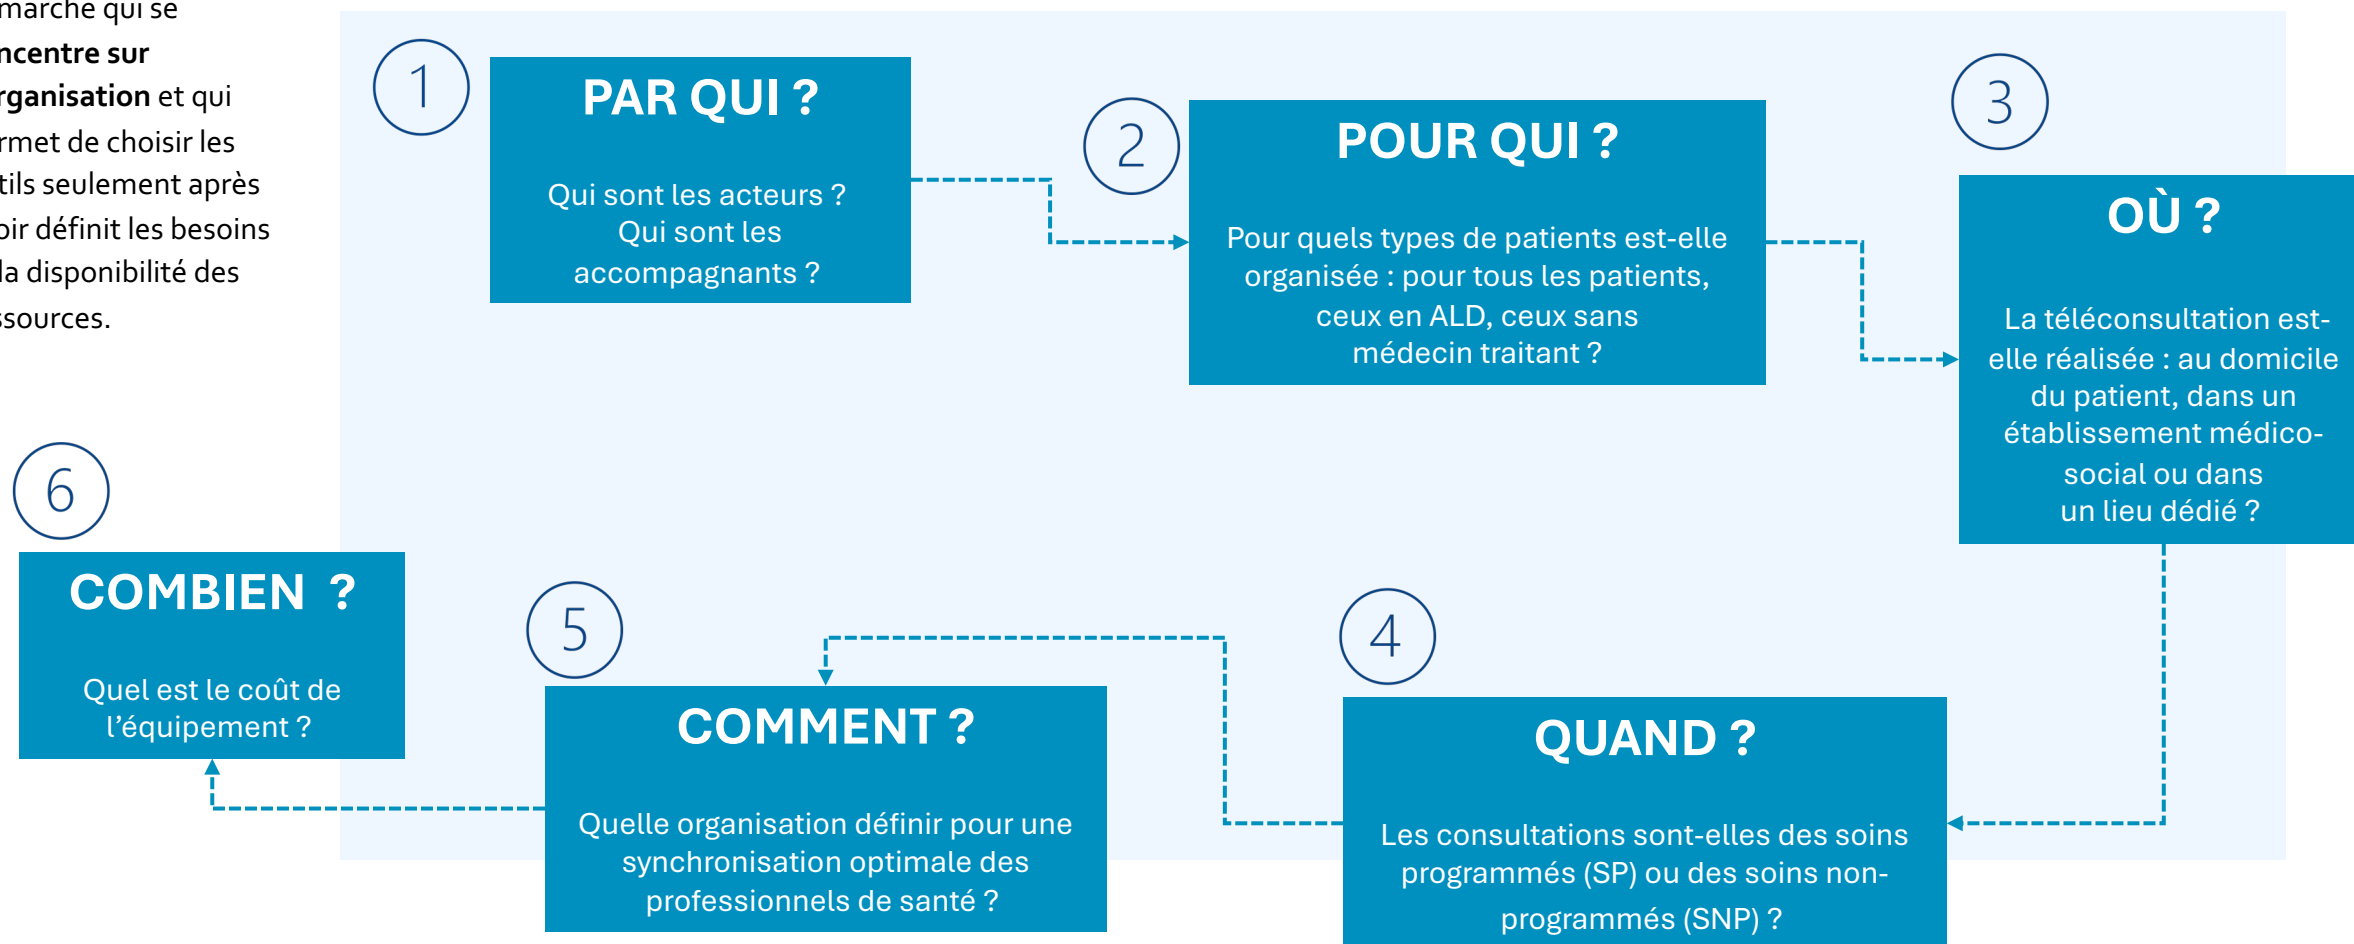 marche qui se
ncentre sur
rganisation et qui
rmet de choisir les
tils seulement après
oir définit les besoins
la disponibilité des
ssources.
1
PAR QUI ?
Qui sont les acteurs ?
Qui sont les
accompagnants ?
2
POUR QUI ?
Pour quels types de patients est-elle
organisée : pour tous les patients,
ceux en ALD, ceux sans
médecin traitant ?
3
OÙ ?
La téléconsultation est-
elle réalisée : au domicile
du patient, dans un
établissement médico-
social ou dans
un lieu dédié ?
4
QUAND ?
Les consultations sont-elles des soins
programmés (SP) ou des soins non-
programmés (SNP) ?
5
COMMENT ?
Quelle organisation définir pour une
synchronisation optimale des
professionnels de santé ?
6
COMBIEN ?
Quel est le coût de
l’équipement ?